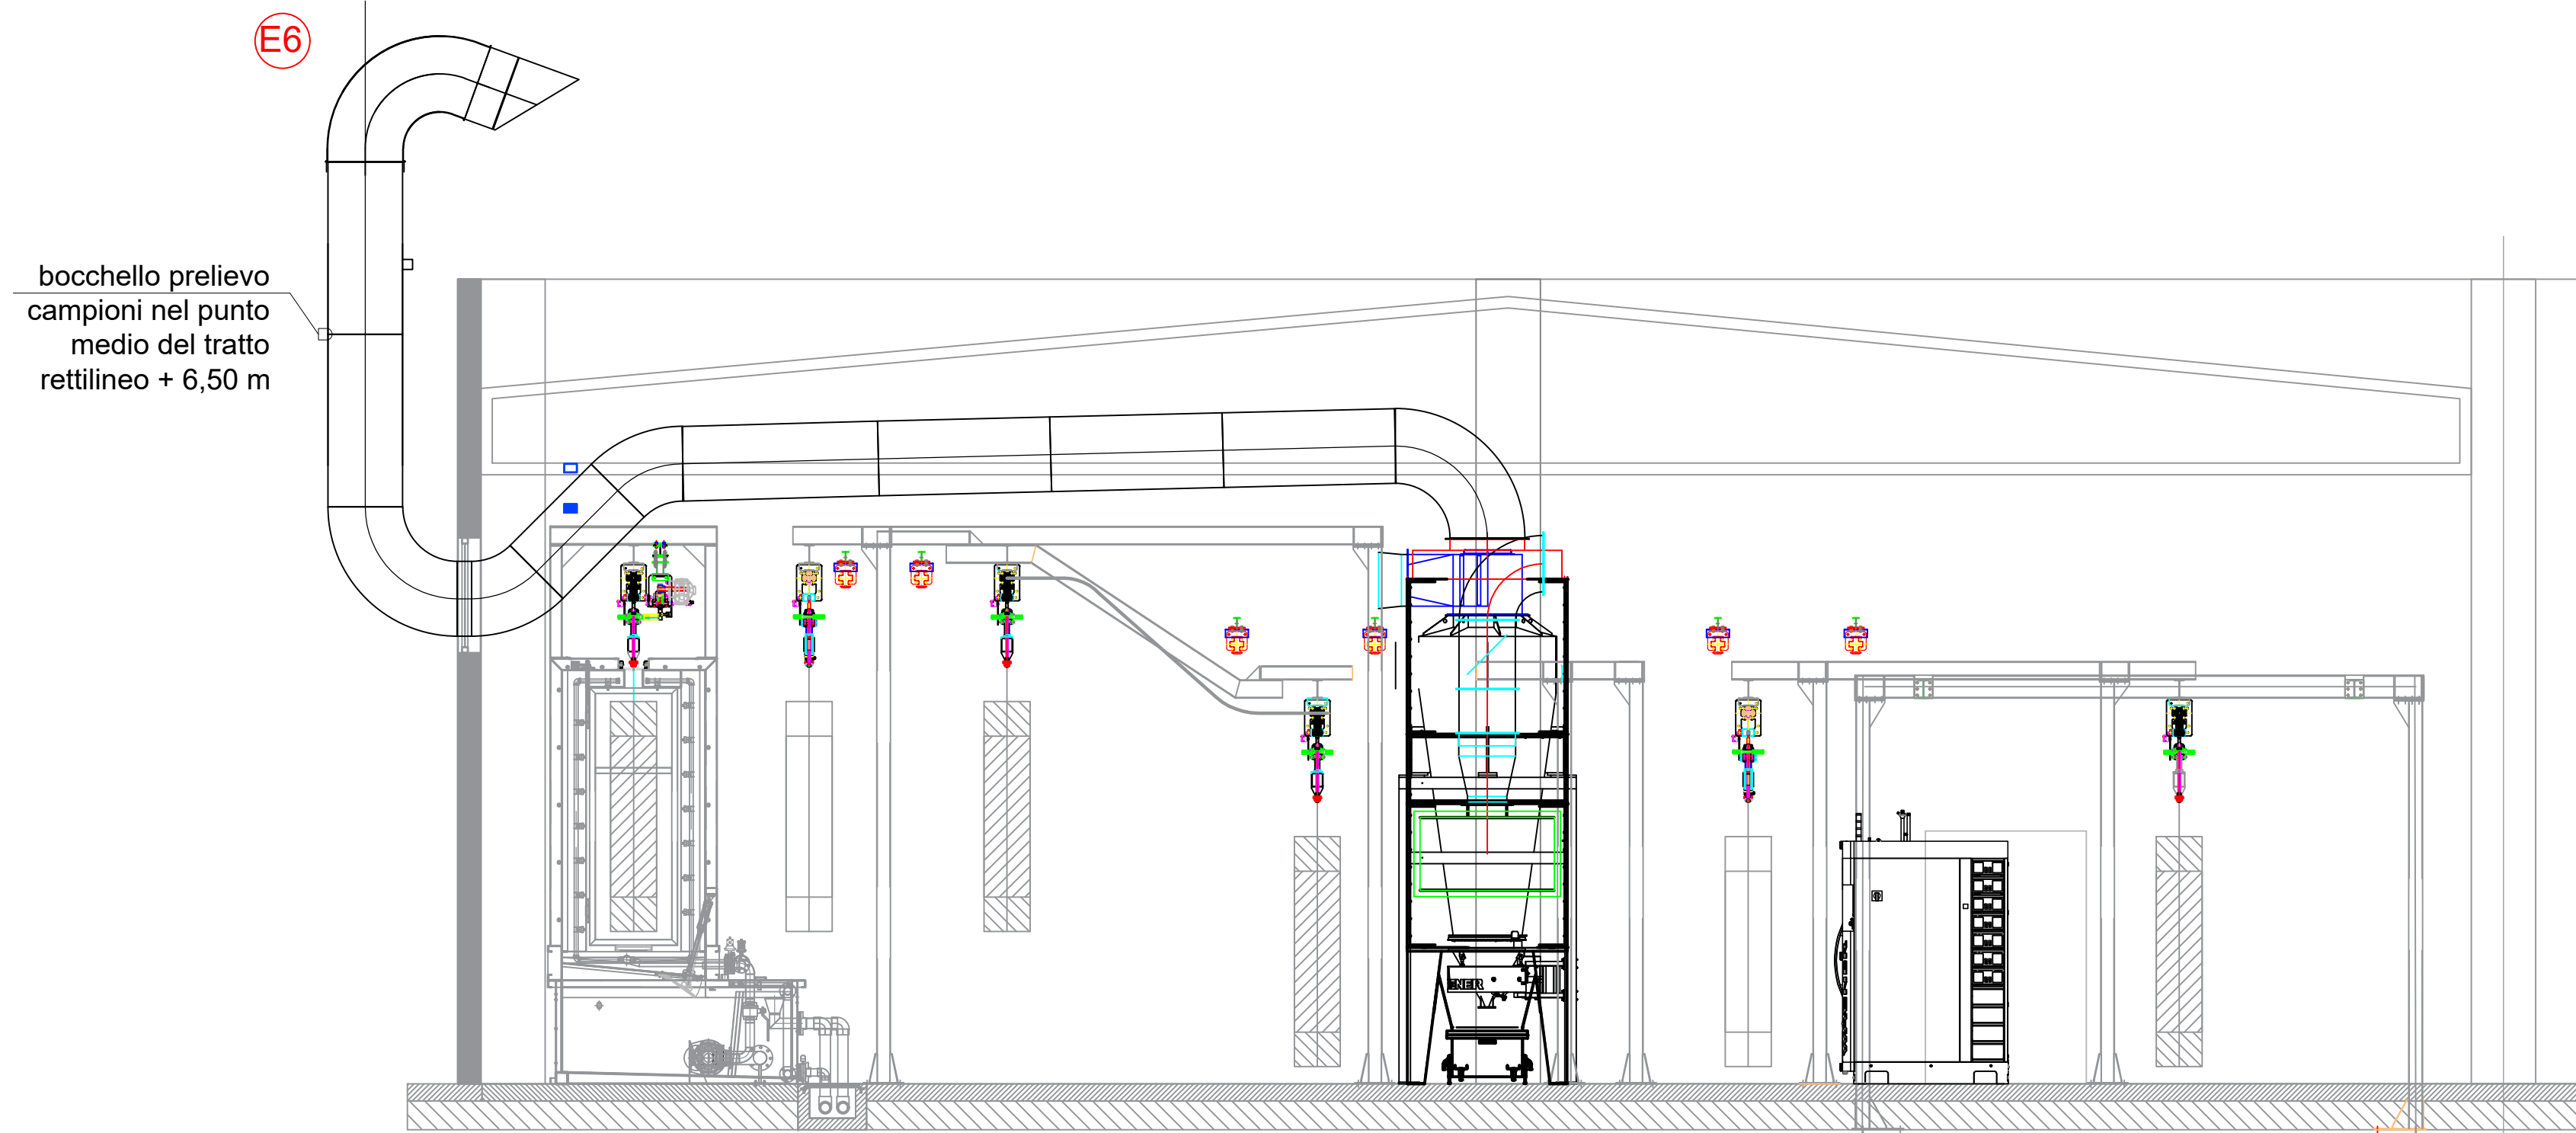 E6
bocchello prelievo
campioni nel punto
medio del tratto
rettilineo + 6,50 m